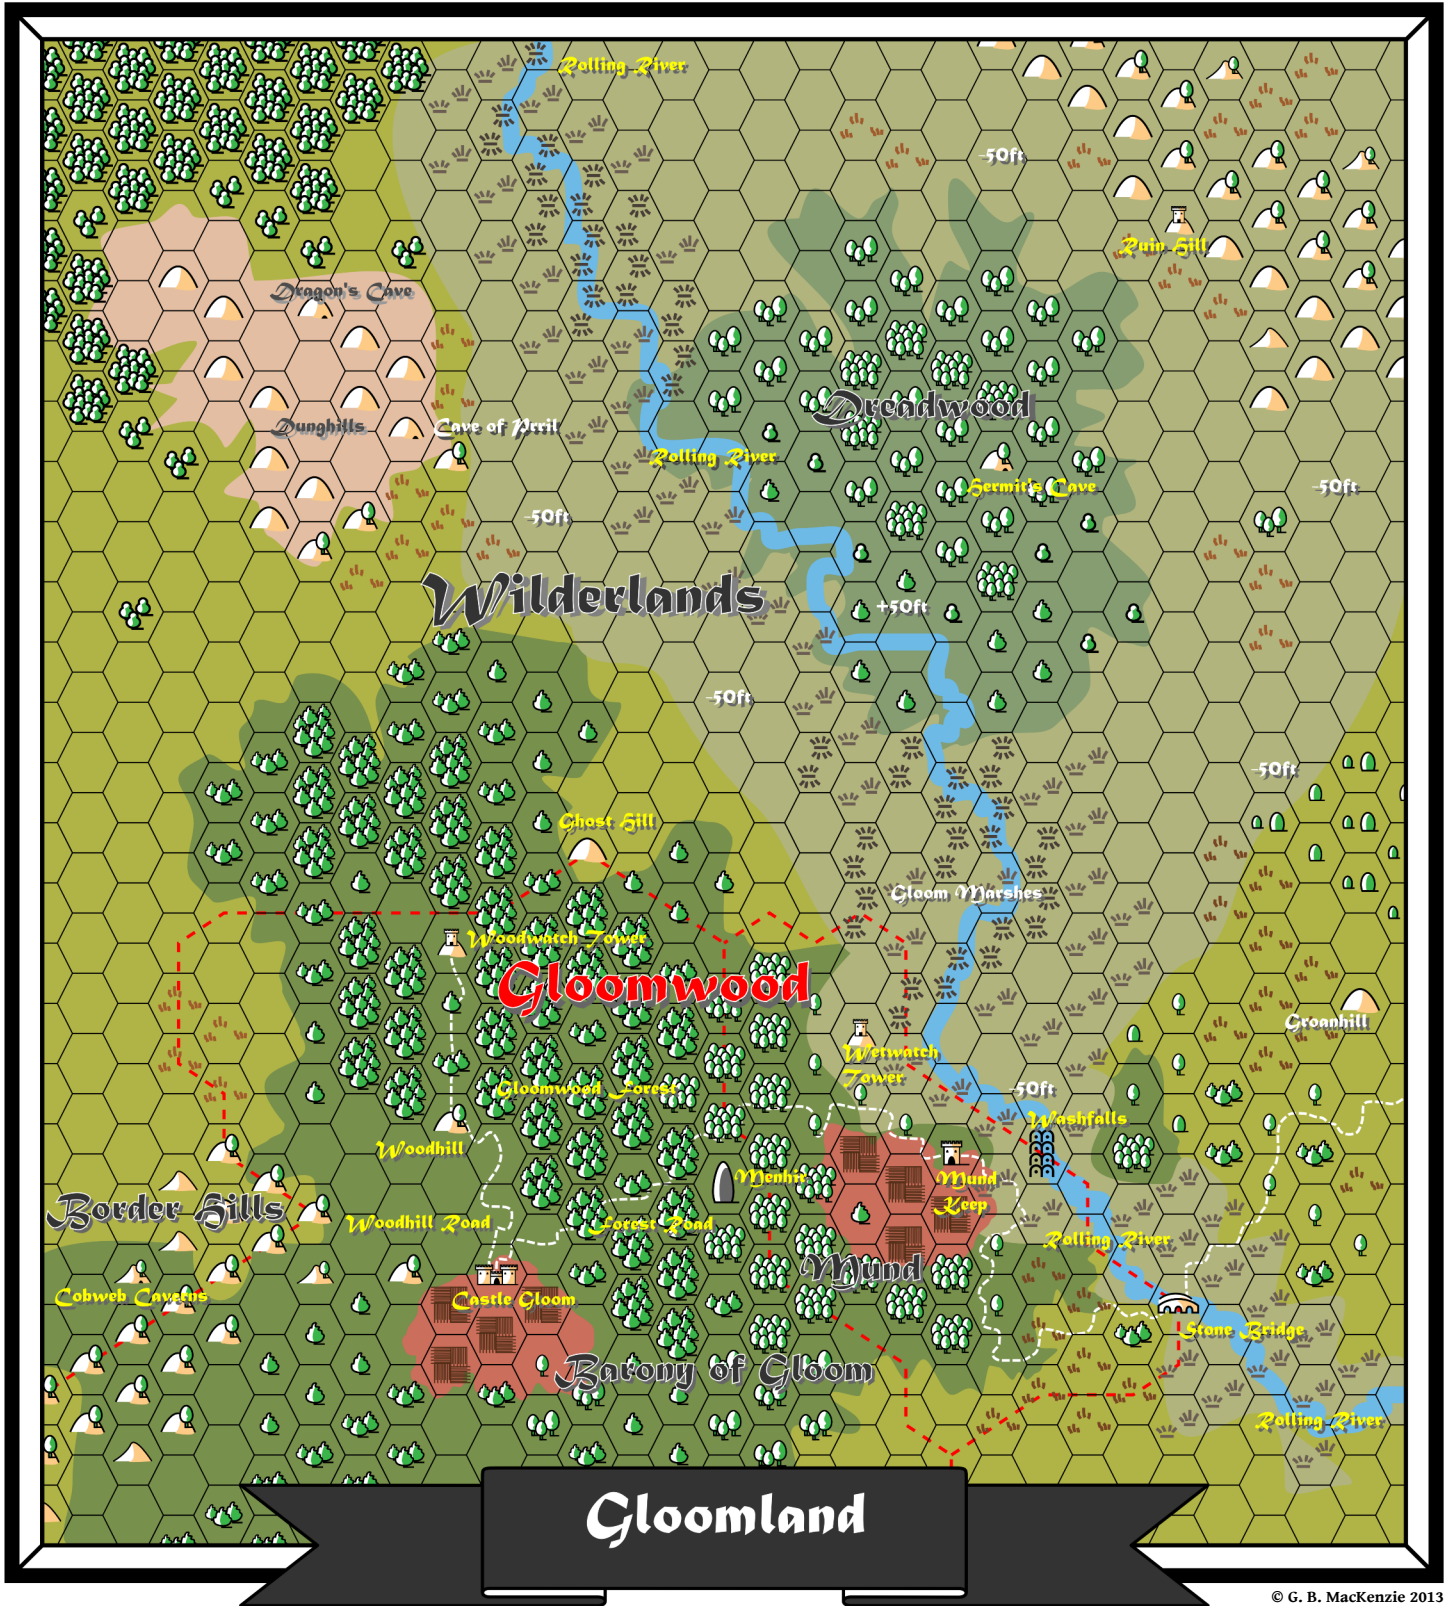 Rolling River
-50ft
Ruin Hill
Dragon's Cave
Dreadwood
Dunghills
Cave of Prril
Rolling River
Hermit's Cave
-50ft
-50ft
Wilderlands
+50ft
-50ft
-50ft
Ghost Hill
Gloom Marshes
Woodwatch Tower
Gloomwood
Groanhill
Wetwatch
Tower
Gloomwood Forest
-50ft
Washfalls
Woodhill
Menhir
Mund
Keep
Border Hills
Woodhill Road
Forest Road
Rolling River
Mund
Cobweb Caverns
Castle Gloom
Stone Bridge
Barony of Gloom
Rolling River
Gloomland
© G. B. MacKenzie 2013